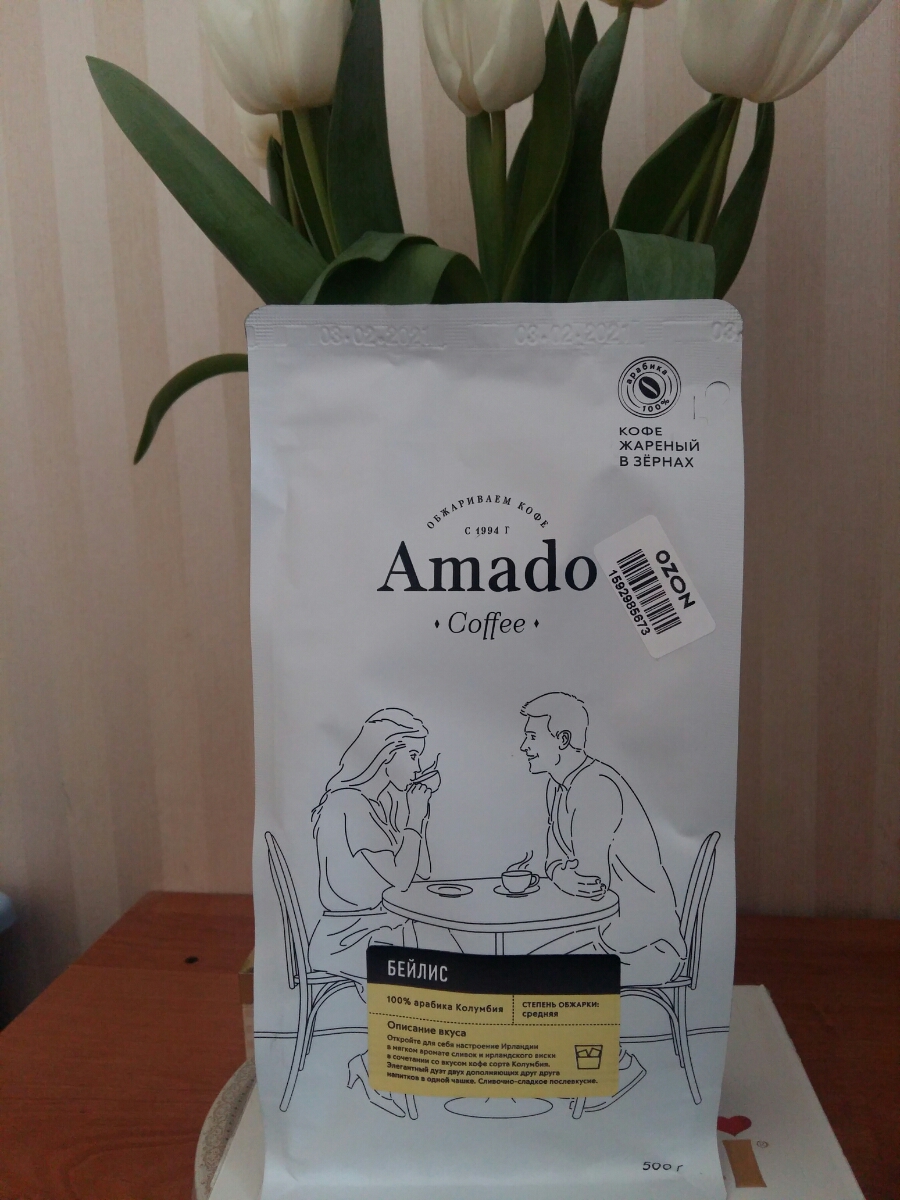 03.02.2021 03.02.2021 03
арабика
100%
КОФЕ
ЖАРЕНЫЙ
В ЗЁРНАХ
ОБЖАРИВАЕМ КОФЕ
С 1994 Г
Amado
Coffee
OZON
1592985673
БЕЙЛИС
100% арабика Колумбия
СТЕПЕНЬ ОБЖАРКИ:
средняя
Описание вкуса
Откройте для себя настроение Ирландии
в мягком аромате сливок и ирландского виски
в сочетании со вкусом кофе сорта Колумбия.
Элегантный дуэт двух дополняющих друг друга
напитков в одной чашке. Сливочно-сладкое послевкусие.
500 г
®